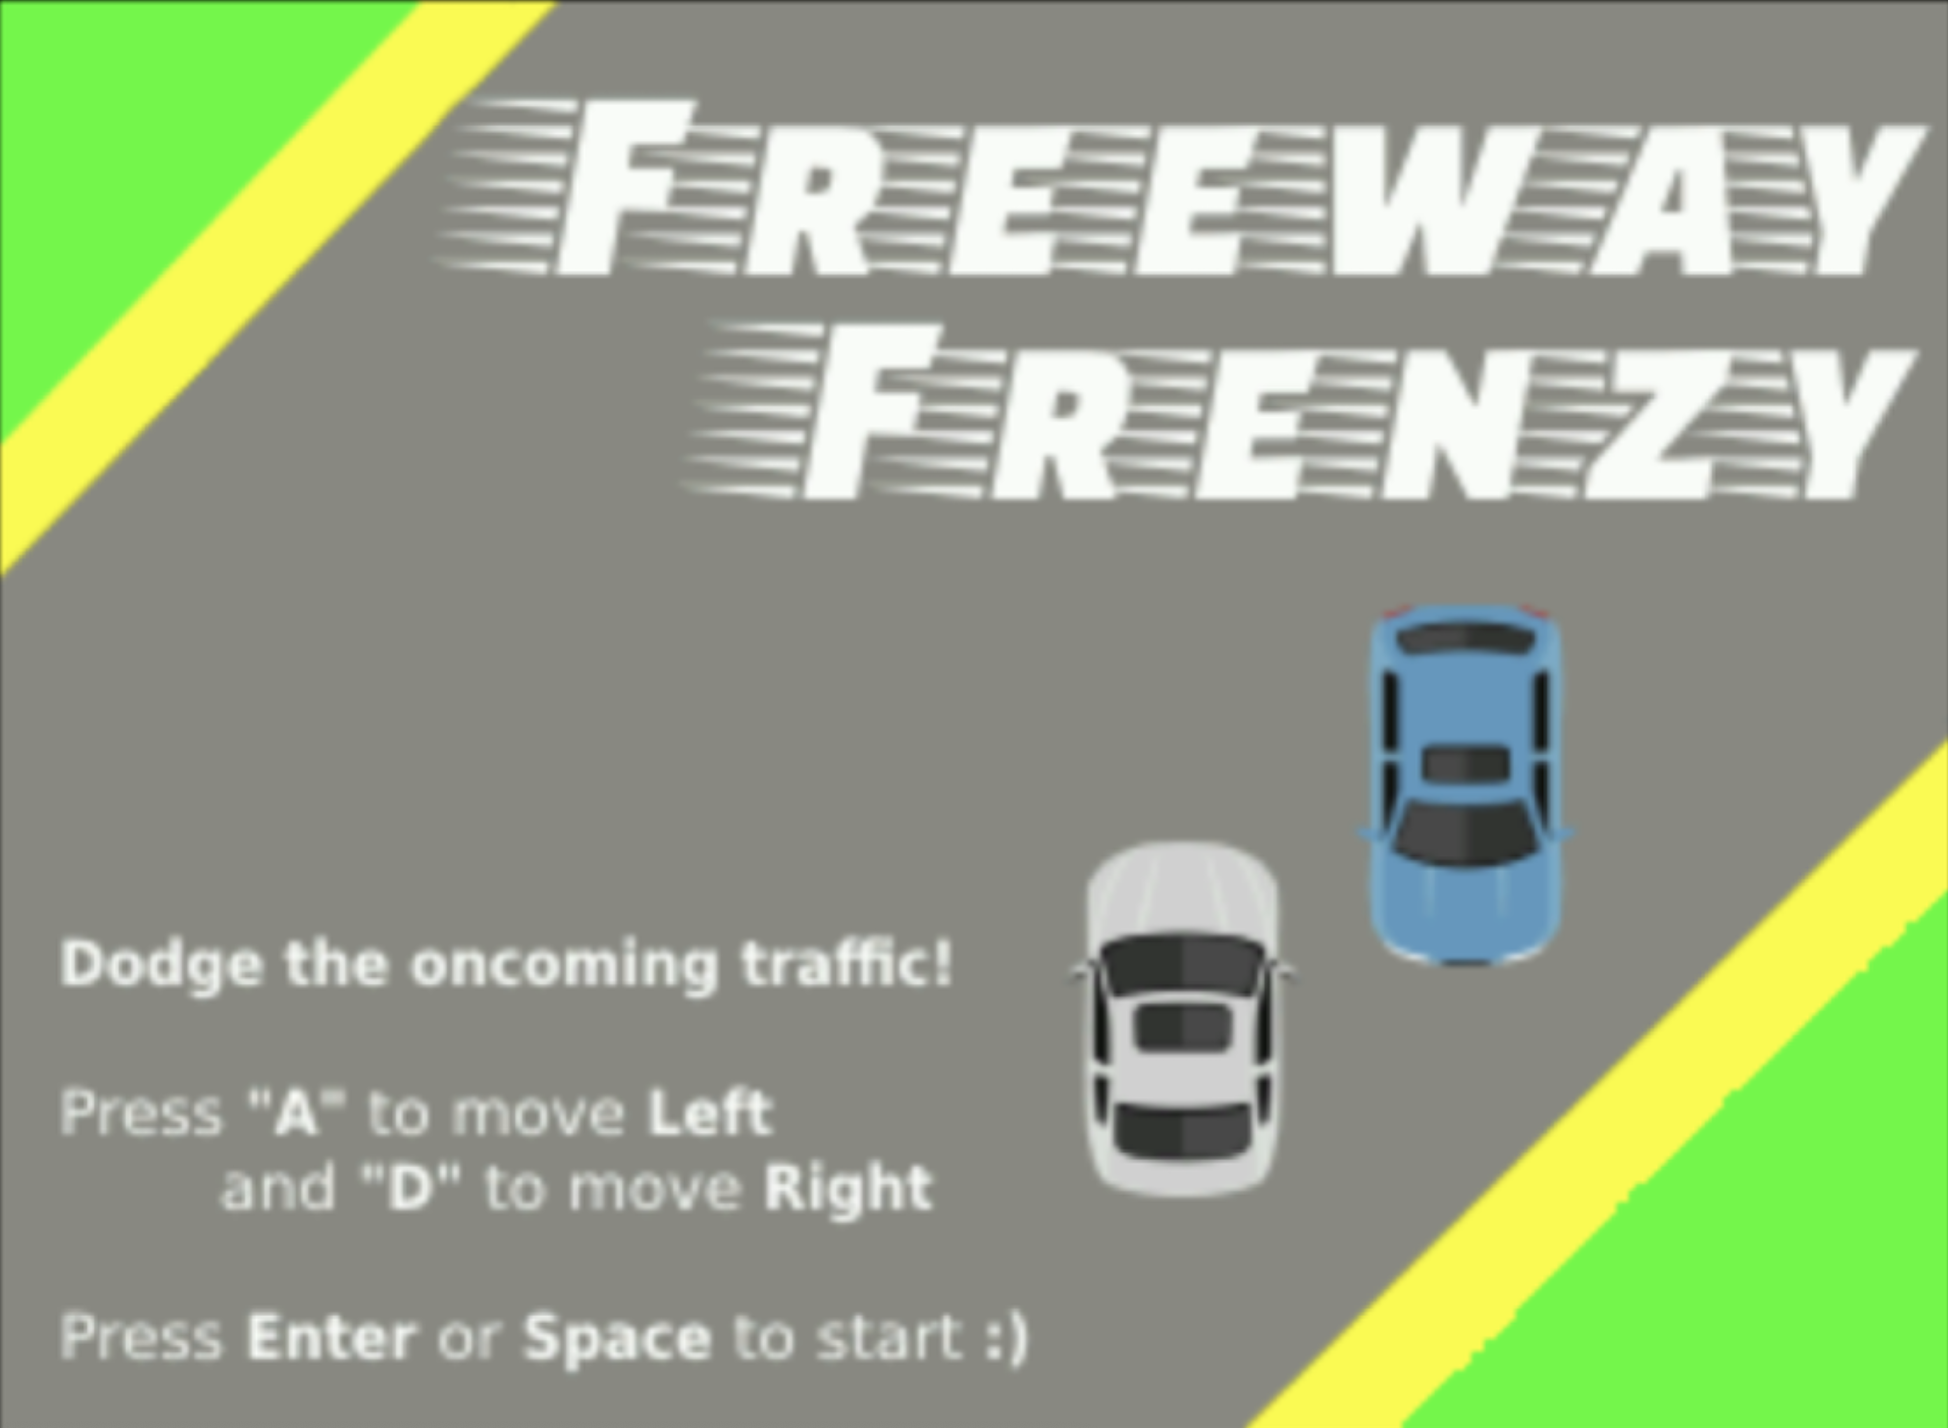 FREEWAY
FRENZY
Dodge the oncoming traffic!
Press "A" to move Left
and "D" to move Right
Press Enter or Space to start :)